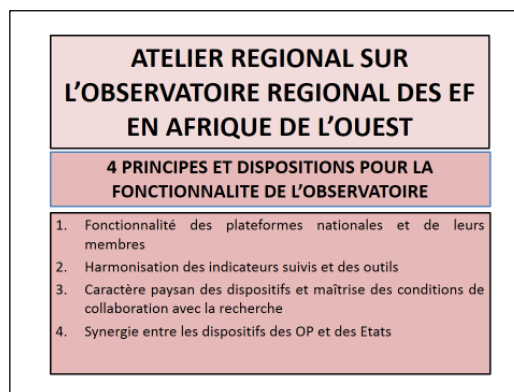 ATELIER REGIONAL SUR
L'OBSERVATOIRE REGIONAL DES EF
EN AFRIQUE DE L'OUEST
4 PRINCIPES ET DISPOSITIONS POUR LA
FONCTIONNALITE DE L'OBSERVATOIRE
1. Fonctionnalité des plateformes nationales et de leurs
membres
2. Harmonisation des indicateurs suivis et des outils
3. Caractère paysan des dispositifs et maîtrise des conditions de
collaboration avec la recherche
4. Synergie entre les dispositifs des OP et des Etats